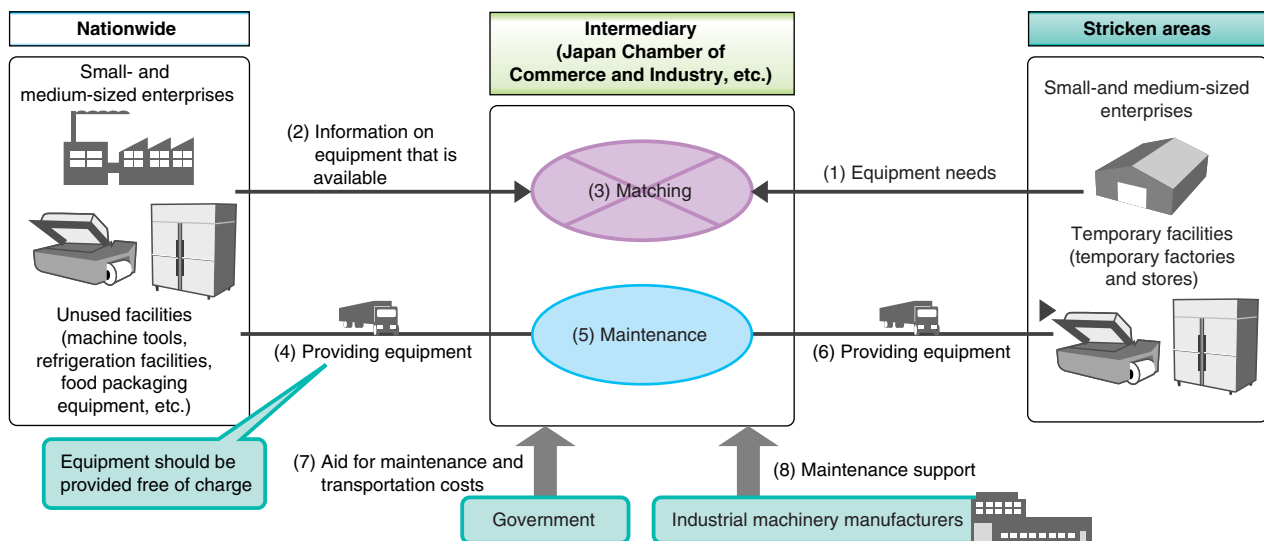 Nationwide
Small- and
medium-sized enterprises
Unused facilities
(machine tools,
refrigeration facilities,
food packaging
equipment, etc.)
(2) Information on
equipment that is
available
(4) Providing equipment
Equipment should be
provided free of charge
Intermediary
(Japan Chamber of
Commerce and Industry, etc.)
(3) Matching
(5) Maintenance
(7) Aid for maintenance and
transportation costs
Government
(8) Maintenance support
Industrial machinery manufacturers
(1) Equipment needs
(6) Providing equipment
Stricken areas
Small-and medium-sized
enterprises
Temporary facilities
(temporary factories
and stores)